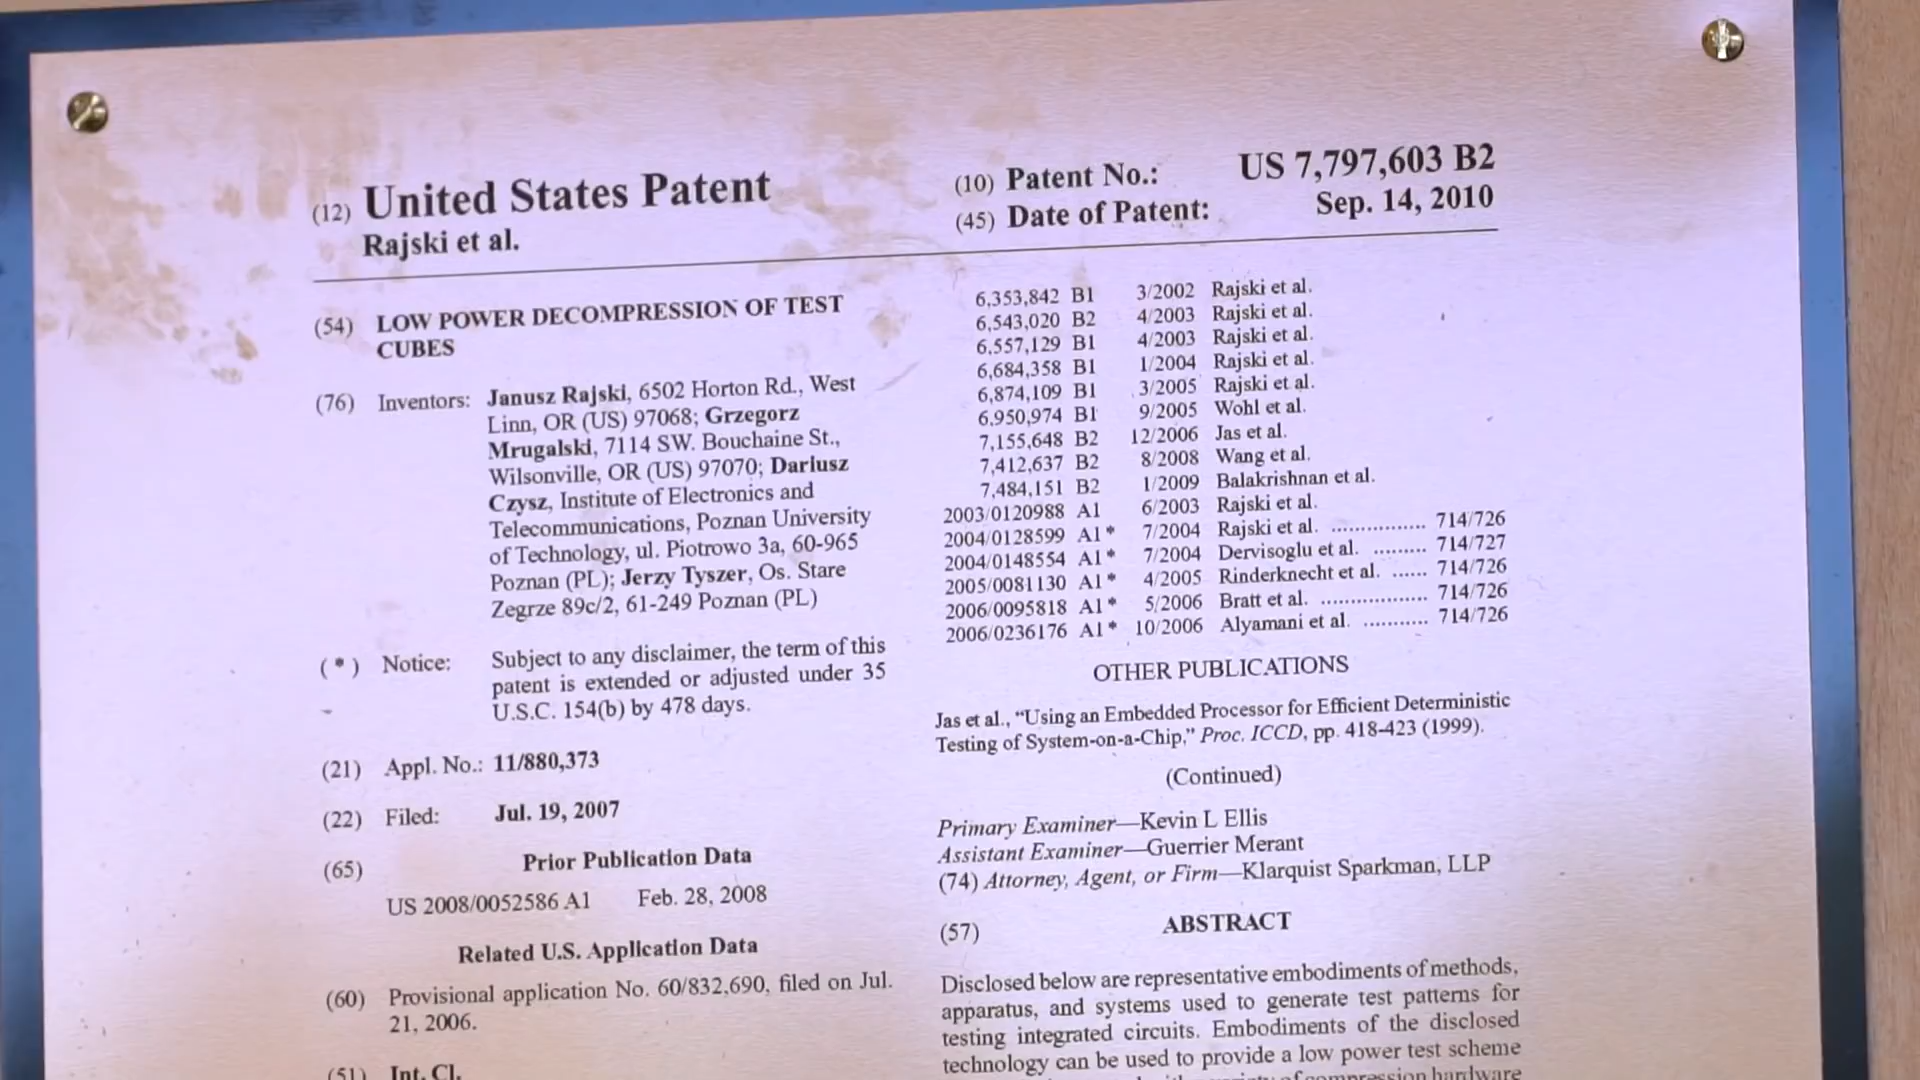 (12) United States Patent
Rajski et al.
(10) Patent No.: US 7,797,603 B2
(45) Date of Patent: Sep. 14, 2010
(54) LOW POWER DECOMPRESSION OF TEST
CUBES
(76) Inventors: Janusz Rajski, 6502 Horton Rd., West
Linn, OR (US) 97068; Grzegorz
Mrugalski, 7114 SW. Bouchaine St.,
Wilsonville, OR (US) 97070; Dariusz
Czysz, Institute of Electronics and
Telecommunications, Poznan University
of Technology, ul. Piotrowo 3a, 60-965
Poznan (PL); Jerzy Tyszer, Os. Stare
Zegrze 89c/2, 61-249 Poznan (PL)
( * ) Notice: Subject to any disclaimer, the term of this
patent is extended or adjusted under 35
U.S.C. 154(b) by 478 days.
(21) Appl. No.: 11/880,373
(22) Filed: Jul. 19, 2007
(65) Prior Publication Data
US 2008/0052586 A1 Feb. 28, 2008
Related U.S. Application Data
(60) Provisional application No. 60/832,690, filed on Jul.
21, 2006.
(51) Int. Cl.
6,353,842 B1 3/2002 Rajski et al.
6,543,020 B2 4/2003 Rajski et al.
6,557,129 B1 4/2003 Rajski et al.
6,684,358 B1 1/2004 Rajski et al.
6,874,109 B1 3/2005 Rajski et al.
6,950,974 B1 9/2005 Wohl et al.
7,155,648 B2 12/2006 Jas et al.
7,412,637 B2 8/2008 Wang et al.
7,484,151 B2 1/2009 Balakrishnan et al.
2003/0120988 A1 6/2003 Rajski et al.
2004/0128599 A1* 7/2004 Rajski et al. ................ 714/726
2004/0148554 A1* 7/2004 Dervisoglu et al. ......... 714/727
2005/0081130 A1* 4/2005 Rinderknecht et al. ...... 714/726
2006/0095818 A1* 5/2006 Bratt et al. .................. 714/726
2006/0236176 A1* 10/2006 Alyamani et al. ........... 714/726
OTHER PUBLICATIONS
Jas et al., “Using an Embedded Processor for Efficient Deterministic
Testing of System-on-a-Chip,” Proc. ICCD, pp. 418-423 (1999).
(Continued)
Primary Examiner—Kevin L Ellis
Assistant Examiner—Guerrier Merant
(74) Attorney, Agent, or Firm—Klarquist Sparkman, LLP
(57) ABSTRACT
Disclosed below are representative embodiments of methods,
apparatus, and systems used to generate test patterns for
testing integrated circuits. Embodiments of the disclosed
technology can be used to provide a low power test scheme
of compression hardware